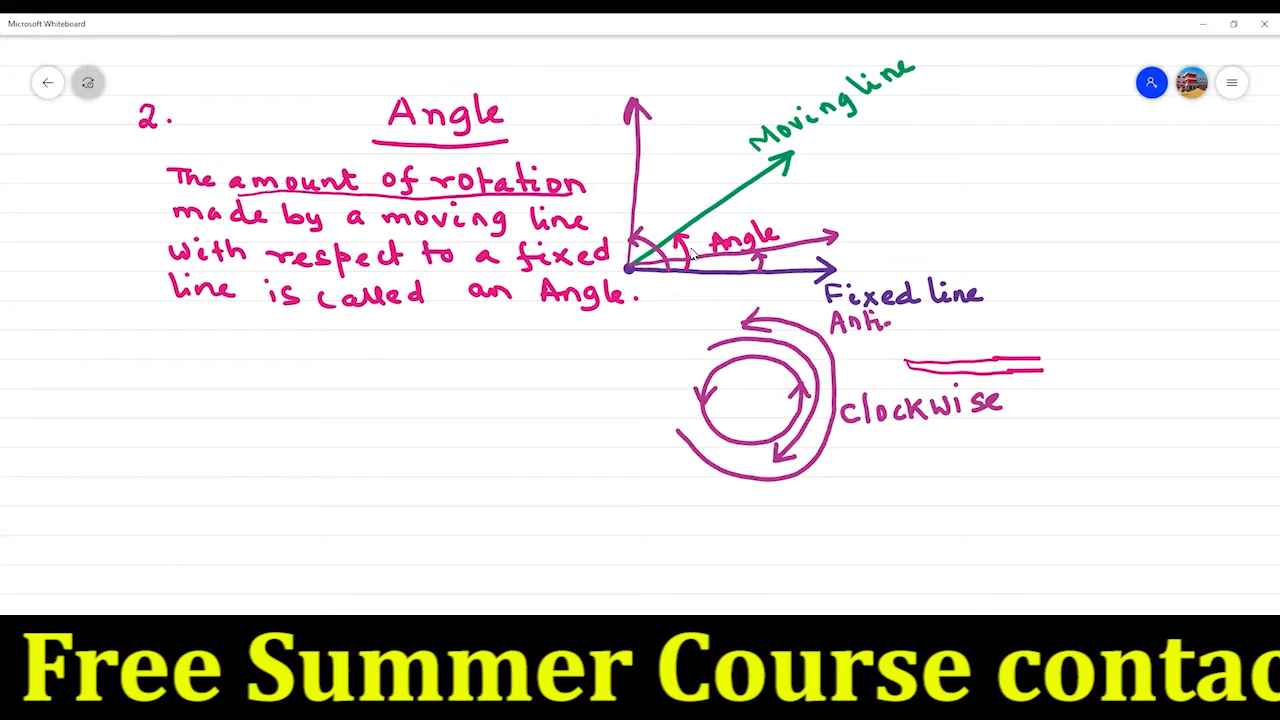 Microsoft Whiteboard
2.
Angle
The amount of rotation
made by a moving line
with respect to a fixed
line is called an Angle.
Moving line
Angle
Fixed line
Anti-
clockwise
Free Summer Course contac